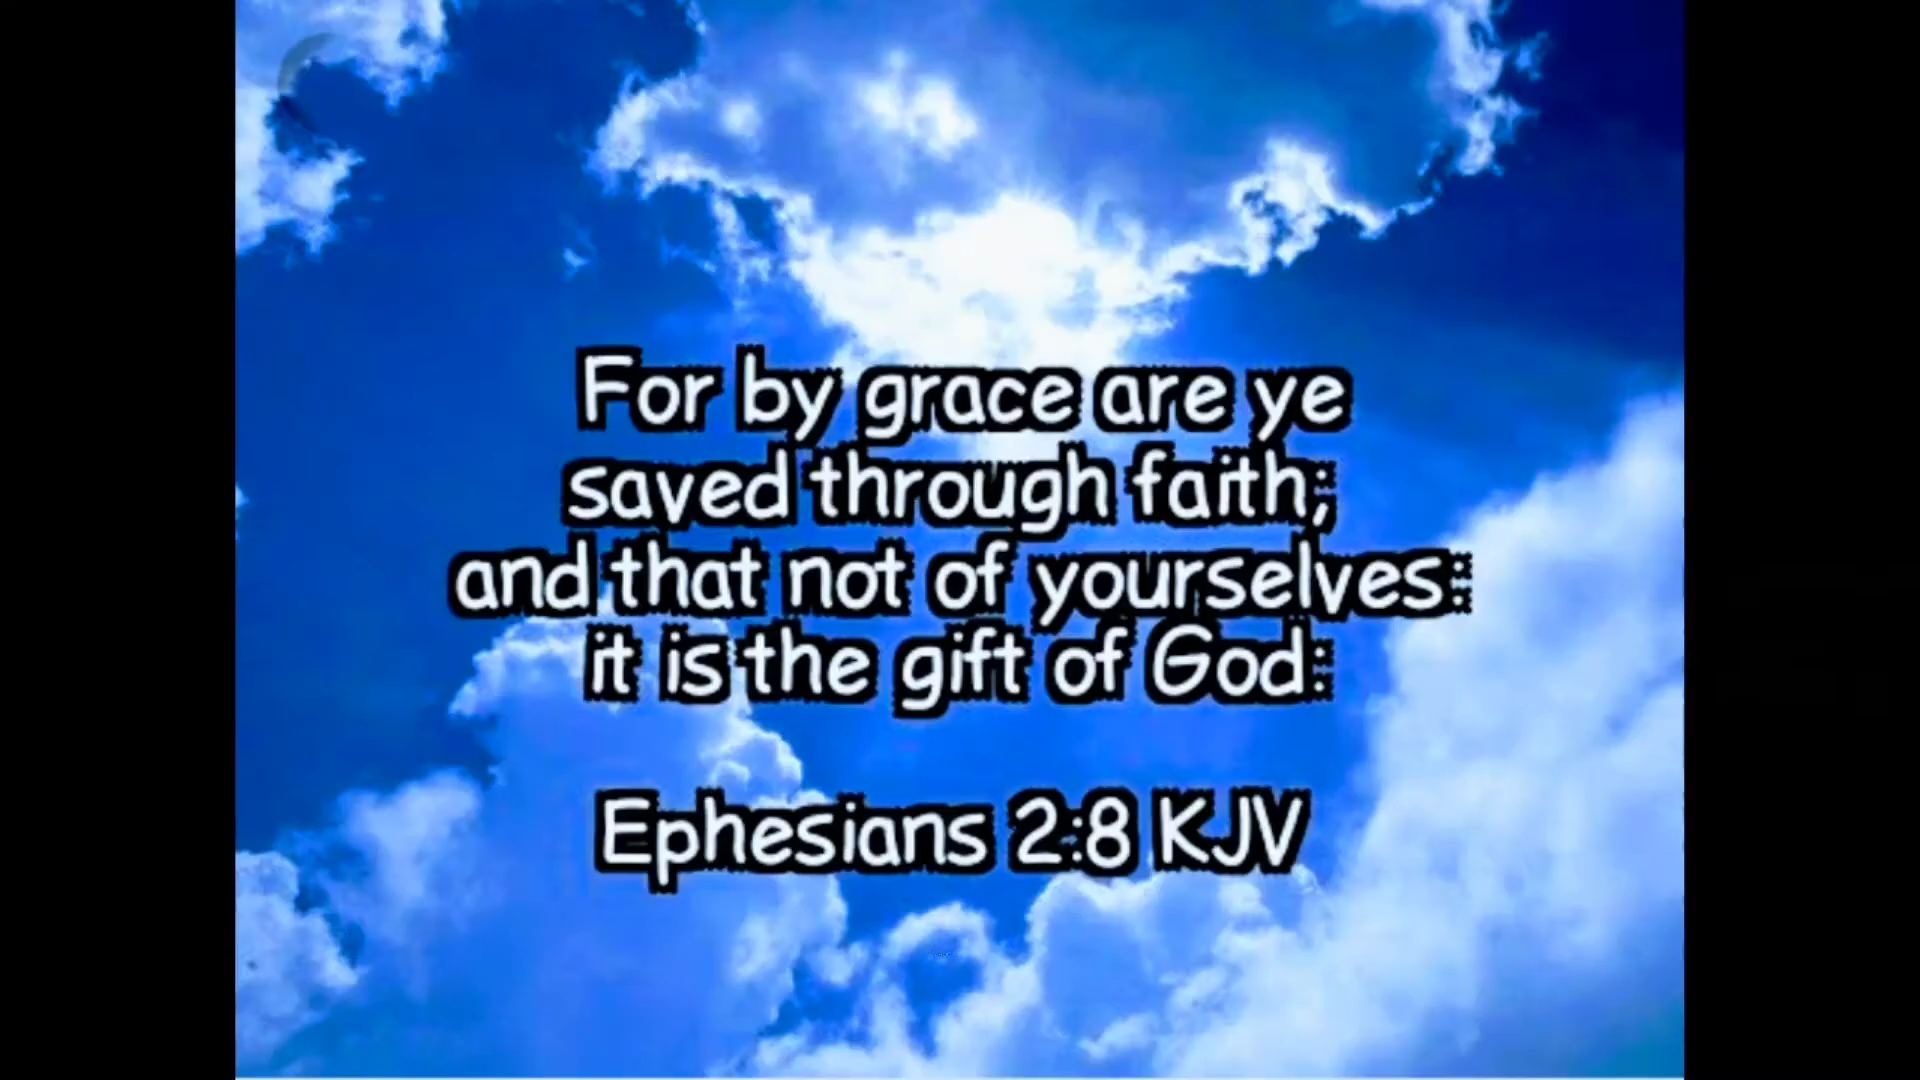 For by grace are ye
saved through faith;
and that not of yourselves:
it is the gift of God:
Ephesians 2:8 KJV